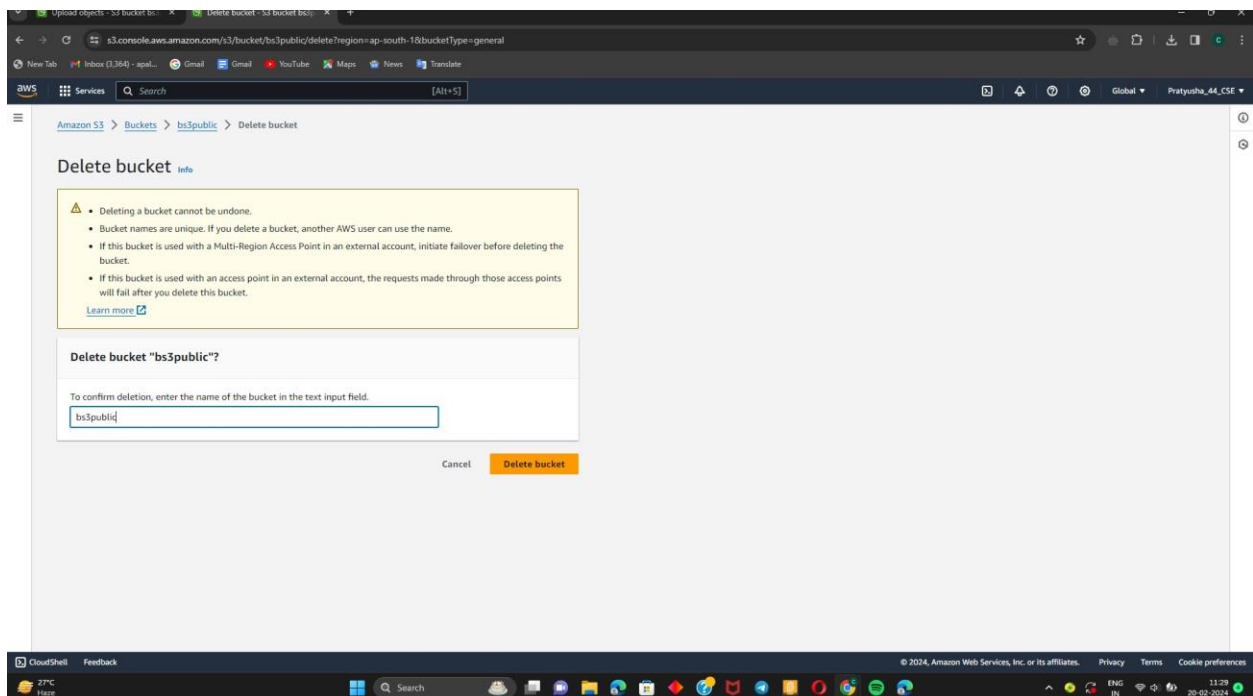 Upload objects - S3 bucket bs3
Delete bucket - S3 bucket bs3p
s3.console.aws.amazon.com/s3/bucket/bs3public/delete?region=ap-south-1&bucketType=general
New Tab
Inbox (3,364) - apal...
Gmail
Gmail
YouTube
Maps
News
Translate
aws
Services
Search
[Alt+S]
Global
Pratyusha_44_CSE
Amazon S3 > Buckets > bs3public > Delete bucket
Delete bucket Info
• Deleting a bucket cannot be undone.
• Bucket names are unique. If you delete a bucket, another AWS user can use the name.
• If this bucket is used with a Multi-Region Access Point in an external account, initiate failover before deleting the
bucket.
• If this bucket is used with an access point in an external account, the requests made through those access points
will fail after you delete this bucket.
Learn more
Delete bucket "bs3public"?
To confirm deletion, enter the name of the bucket in the text input field.
bs3public
Cancel
Delete bucket
CloudShell
Feedback
© 2024, Amazon Web Services, Inc. or its affiliates.
Privacy
Terms
Cookie preferences
27°C
Haze
Search
ENG
IN
11:29
20-02-2024